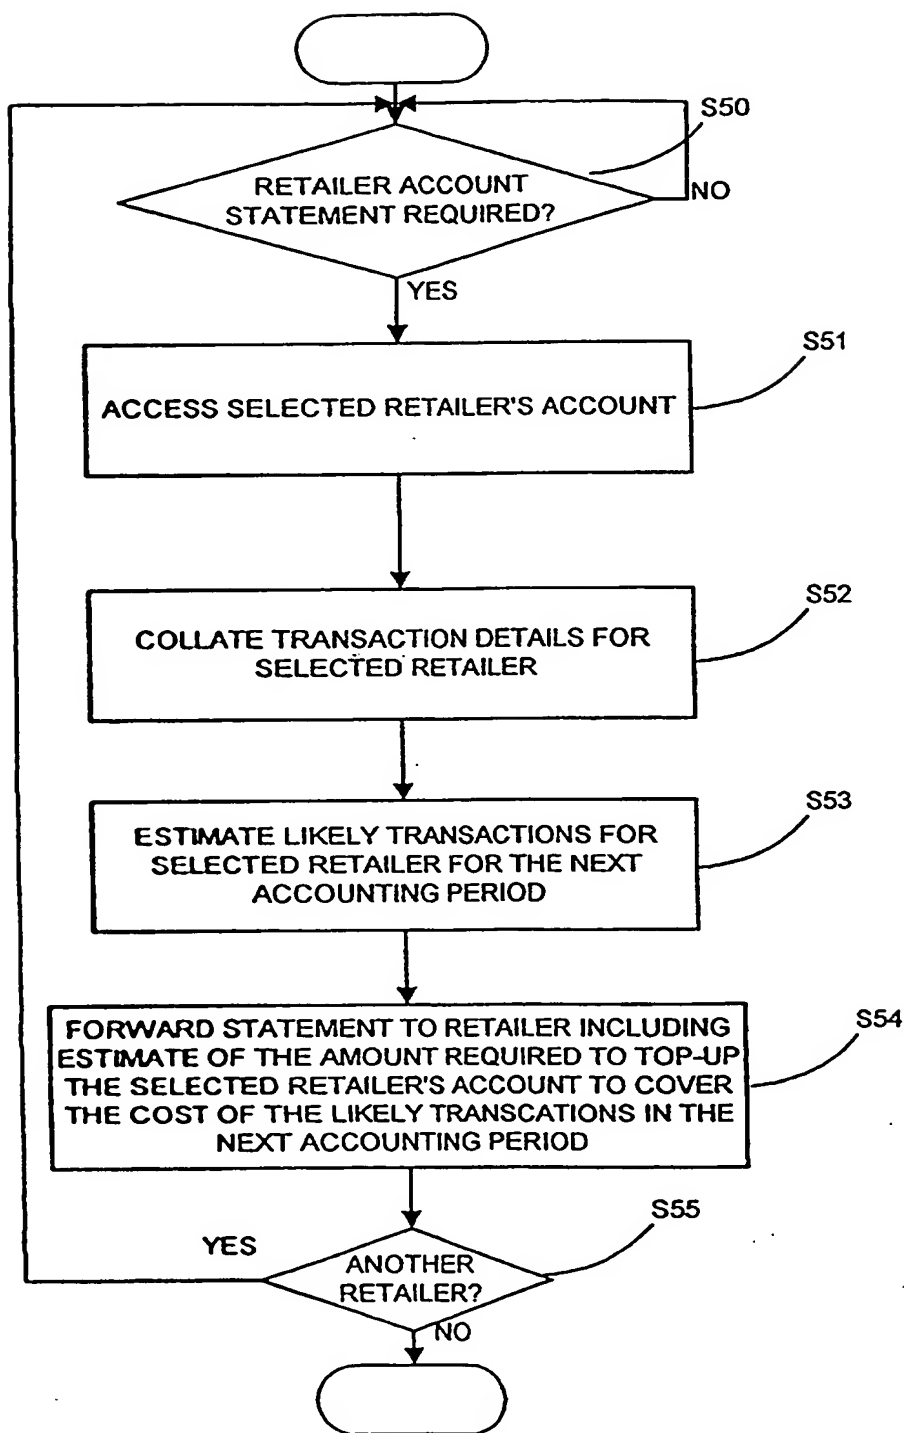 S50
RETAILER ACCOUNT
STATEMENT REQUIRED?
NO
YES
S51
ACCESS SELECTED RETAILER'S ACCOUNT
S52
COLLATE TRANSACTION DETAILS FOR
SELECTED RETAILER
S53
ESTIMATE LIKELY TRANSACTIONS FOR
SELECTED RETAILER FOR THE NEXT
ACCOUNTING PERIOD
S54
FORWARD STATEMENT TO RETAILER INCLUDING
ESTIMATE OF THE AMOUNT REQUIRED TO TOP-UP
THE SELECTED RETAILER'S ACCOUNT TO COVER
THE COST OF THE LIKELY TRANSCATIONS IN THE
NEXT ACCOUNTING PERIOD
S55
YES
ANOTHER
RETAILER?
NO